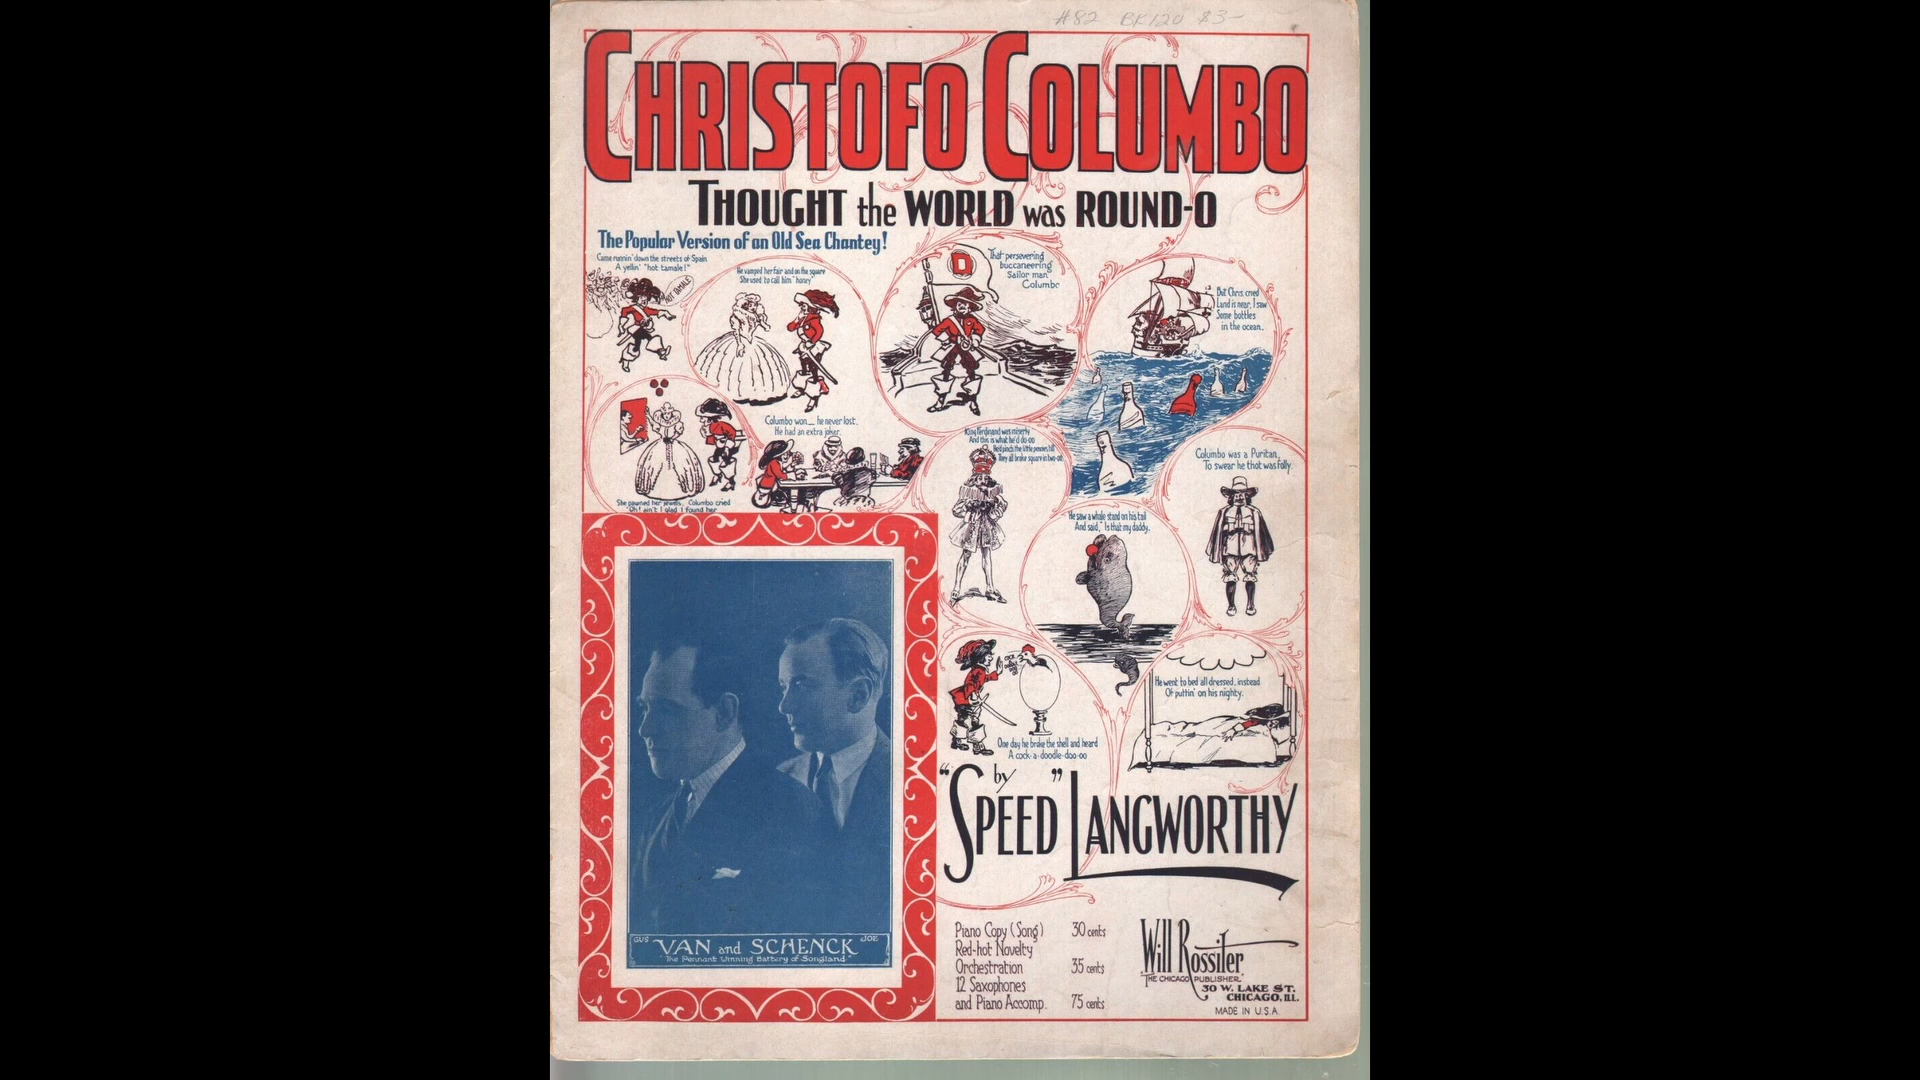 #82 BK120 $3-
CHRISTOFO COLUMBO
THOUGHT the WORLD was ROUND-O
The Popular Version of an Old Sea Chantey!
Came runnin' down the streets of Spain
A yellin' "hot tamale!"
HOT TAMALE
He vamped her fair and on the square
She used to call him "honey"
D
That persevering
buccaneering
Sailor man
Columbo
But Chris. cried
Land is near, I saw
Some bottles
in the ocean.
She pawned her jewels, Columbo cried
Oh! ain't I glad I found her
Columbo won__ he never lost,
He had an extra joker.
King Ferdinand was miserly
And this is what he'd do-oo
He'd pinch the little pennies till
They all broke square in two-oo
Columbo was a Puritan,
To swear he thot was folly.
He saw a whale stand on his tail
And said, "Is that my daddy.
One day he broke the shell and heard
A cock-a-doodle-doo-oo
He went to bed all dressed, instead
Of puttin' on his nighty.
by
"SPEED" LANGWORTHY
GUS VAN and SCHENCK JOE
"The Pennant Winning Battery of Songland"
Piano Copy (Song) 30 cents
Red-hot Novelty
Orchestration 35 cents
12 Saxophones
and Piano Accomp. 75 cents
Will Rossiter
"THE CHICAGO PUBLISHER"
30 W. LAKE ST.
CHICAGO, ILL.
MADE IN U.S.A.